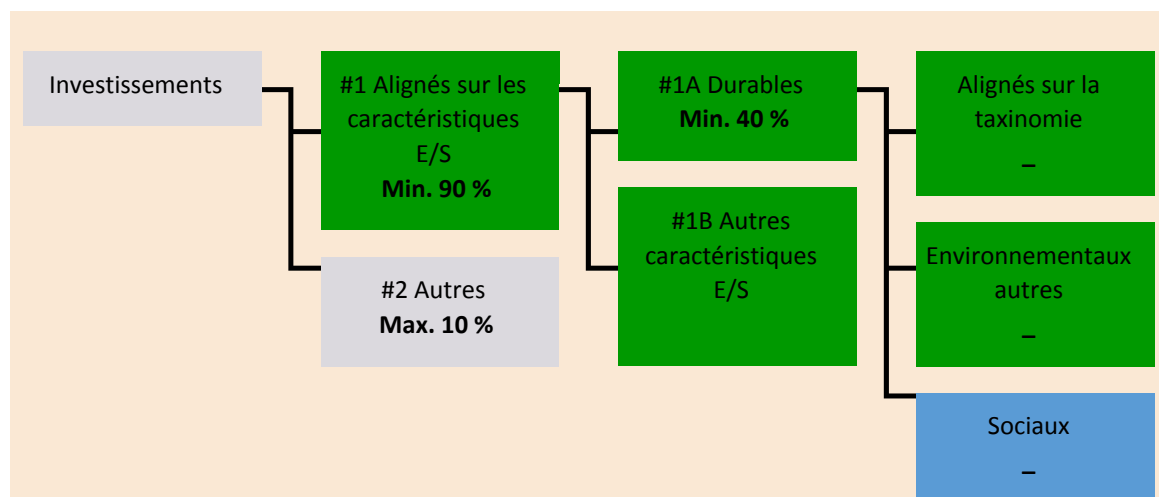 Investissements
#1 Alignés sur les
caractéristiques
E/S
Min. 90 %
#2 Autres
Max. 10 %
#1A Durables
Min. 40 %
#1B Autres
caractéristiques
E/S
Alignés sur la
taxinomie
–
Environnementaux
autres
–
Sociaux
–